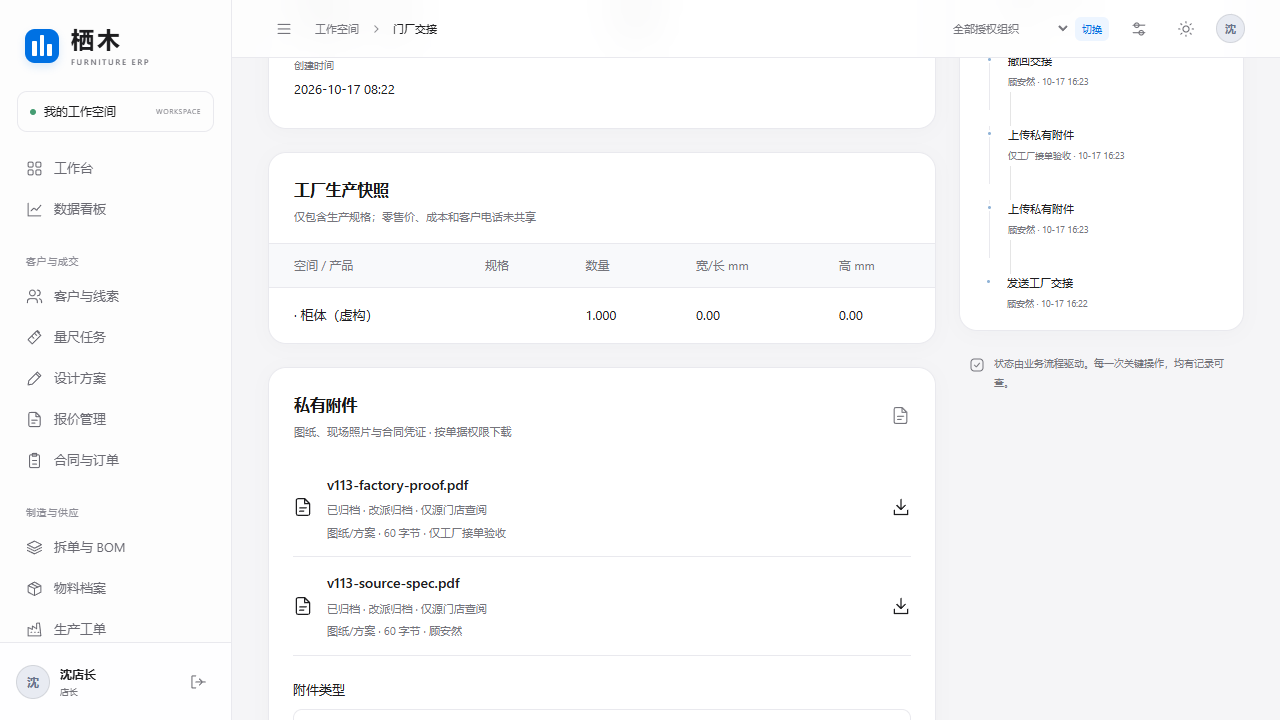 栖木
FURNITURE ERP
我的工作空间
WORKSPACE
工作台
数据看板
客户与成交
客户与线索
量尺任务
设计方案
报价管理
合同与订单
制造与供应
拆单与 BOM
物料档案
生产工单
沈
沈店长
店长
工作空间
门厂交接
全部授权组织
切换
沈
创建时间
2026-10-17 08:22
工厂生产快照
仅包含生产规格；零售价、成本和客户电话未共享
空间 / 产品
规格
数量
宽/长 mm
高 mm
· 柜体（虚构）
1.000
0.00
0.00
私有附件
图纸、现场照片与合同凭证 · 按单据权限下载
v113-factory-proof.pdf
已归档 · 改派归档 · 仅源门店查阅
图纸/方案 · 60 字节 · 仅工厂接单验收
v113-source-spec.pdf
已归档 · 改派归档 · 仅源门店查阅
图纸/方案 · 60 字节 · 顾安然
附件类型
撤回交接
顾安然 · 10-17 16:23
上传私有附件
仅工厂接单验收 · 10-17 16:23
上传私有附件
顾安然 · 10-17 16:23
发送工厂交接
顾安然 · 10-17 16:22
状态由业务流程驱动。每一次关键操作，均有记录可
查。